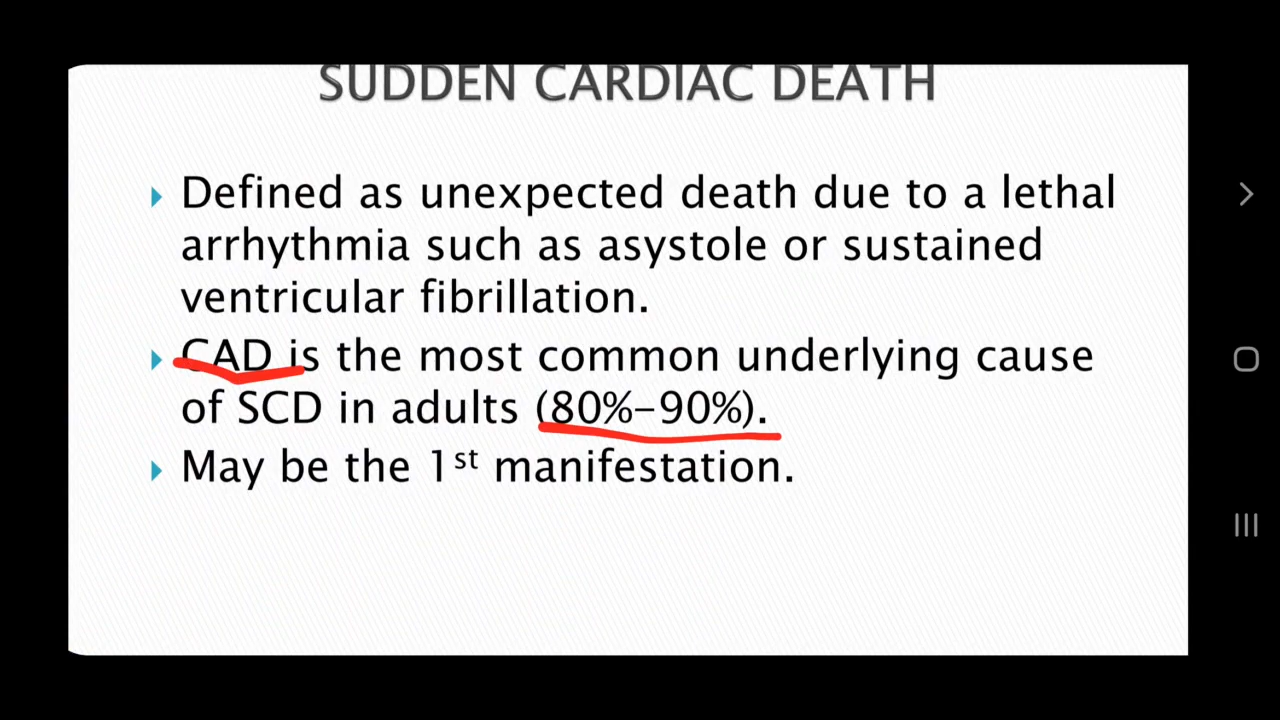 SUDDEN CARDIAC DEATH
Defined as unexpected death due to a lethal
arrhythmia such as asystole or sustained
ventricular fibrillation.
CAD is the most common underlying cause
of SCD in adults (80%-90%).
May be the 1st manifestation.